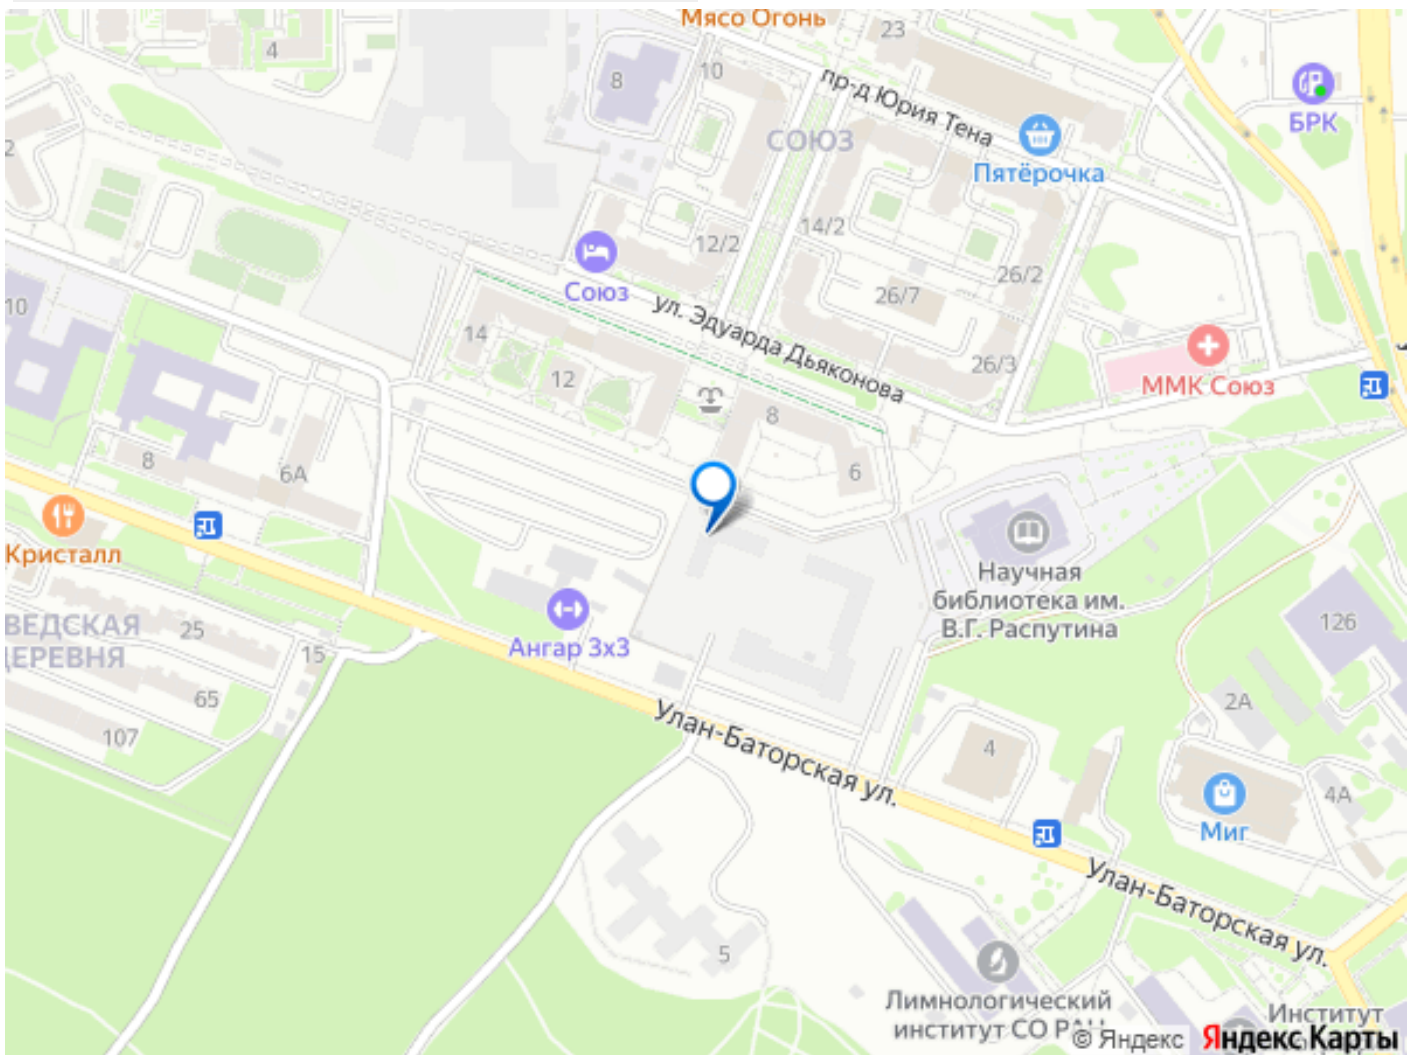 Мясо Огонь
23
4
8
10
пр-д Юрия Тена
БРК
СОЮЗ
Пятёрочка
2
12/2
14/2
26/2
Союз
26/7
10
ул. Эдуарда Дьяконова
14
26/3
12
ММК Союз
8
8
6А
6
Кристалл
Научная
библиотека им.
В.Г. Распутина
ВЕДСКАЯ
ДЕРЕВНЯ
25
15
Ангар 3х3
126
65
2А
107
Улан-Баторская ул.
4
4А
Миг
Улан-Баторская ул.
5
Лимнологический
институт СО РАН
Институт
© Яндекс Яндекс Карты